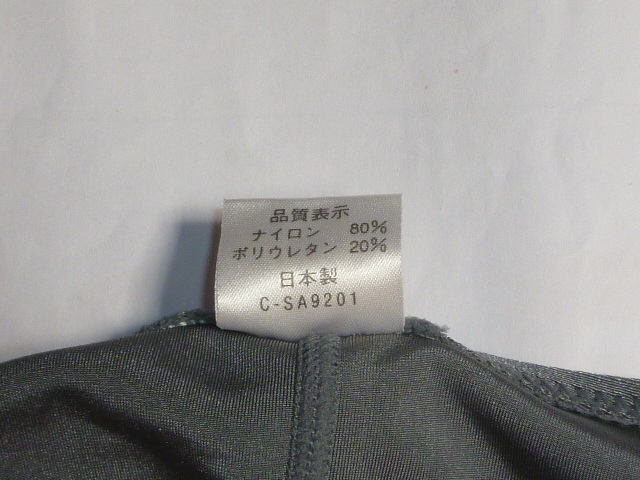 品質表示
ナイロン 80%
ポリウレタン 20%
日本製
C-SA9201